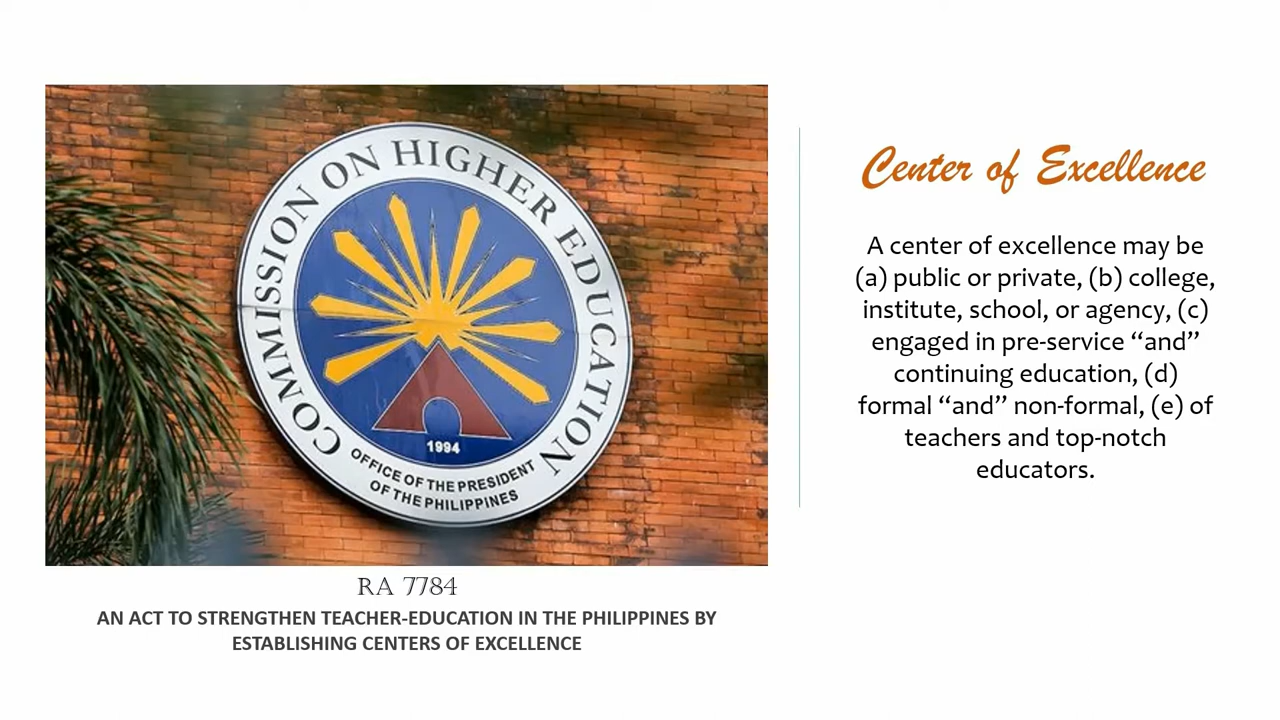 COMMISSION ON HIGHER EDUCATION
1994
OFFICE OF THE PRESIDENT
OF THE PHILIPPINES
RA 7784
AN ACT TO STRENGTHEN TEACHER-EDUCATION IN THE PHILIPPINES BY
ESTABLISHING CENTERS OF EXCELLENCE
Center of Excellence
A center of excellence may be
(a) public or private, (b) college,
institute, school, or agency, (c)
engaged in pre-service “and”
continuing education, (d)
formal “and” non-formal, (e) of
teachers and top-notch
educators.